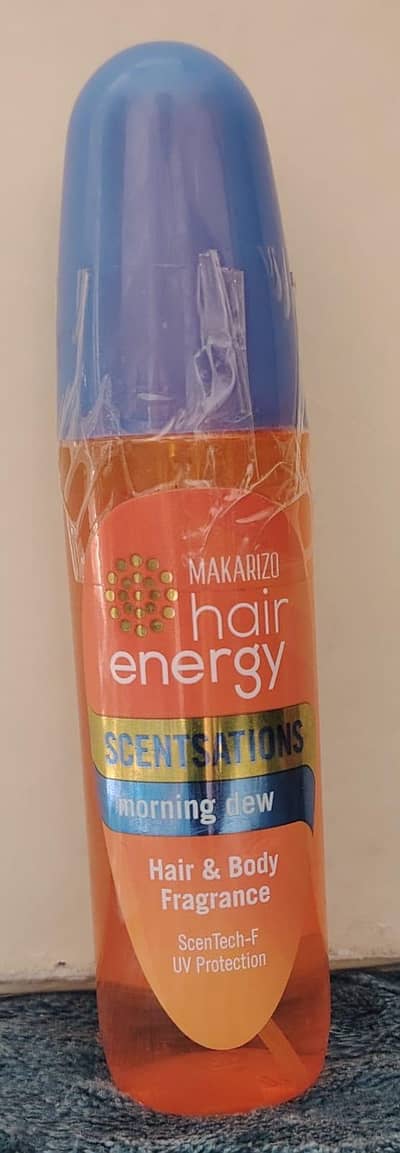 MAKARIZO
hair
energy
SCENTSATIONS
morning dew
Hair & Body
Fragrance
ScenTech-F
UV Protection